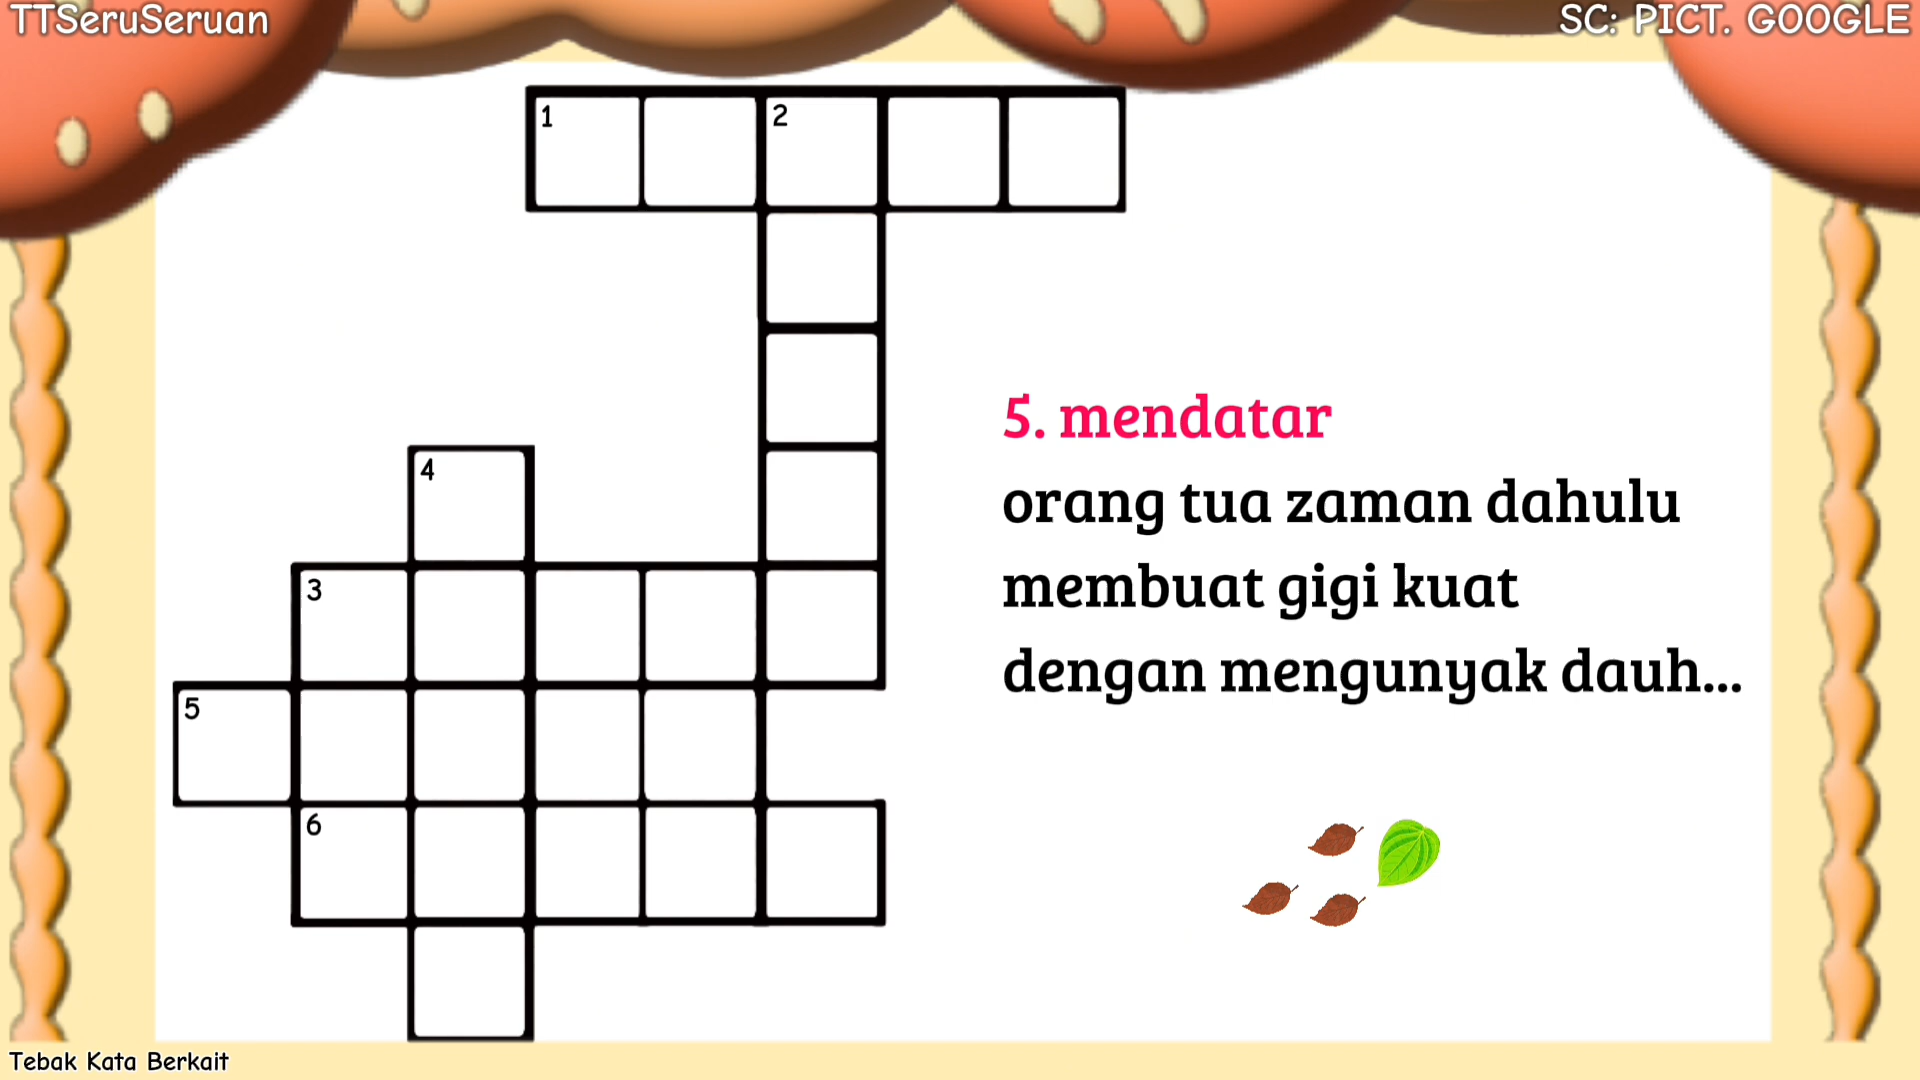 TTSeruSeruan
SC: PICT. GOOGLE
1
2
4
5. mendatar
orang tua zaman dahulu
membuat gigi kuat
dengan mengunyak dauh...
3
5
6
Tebak Kata Berkait